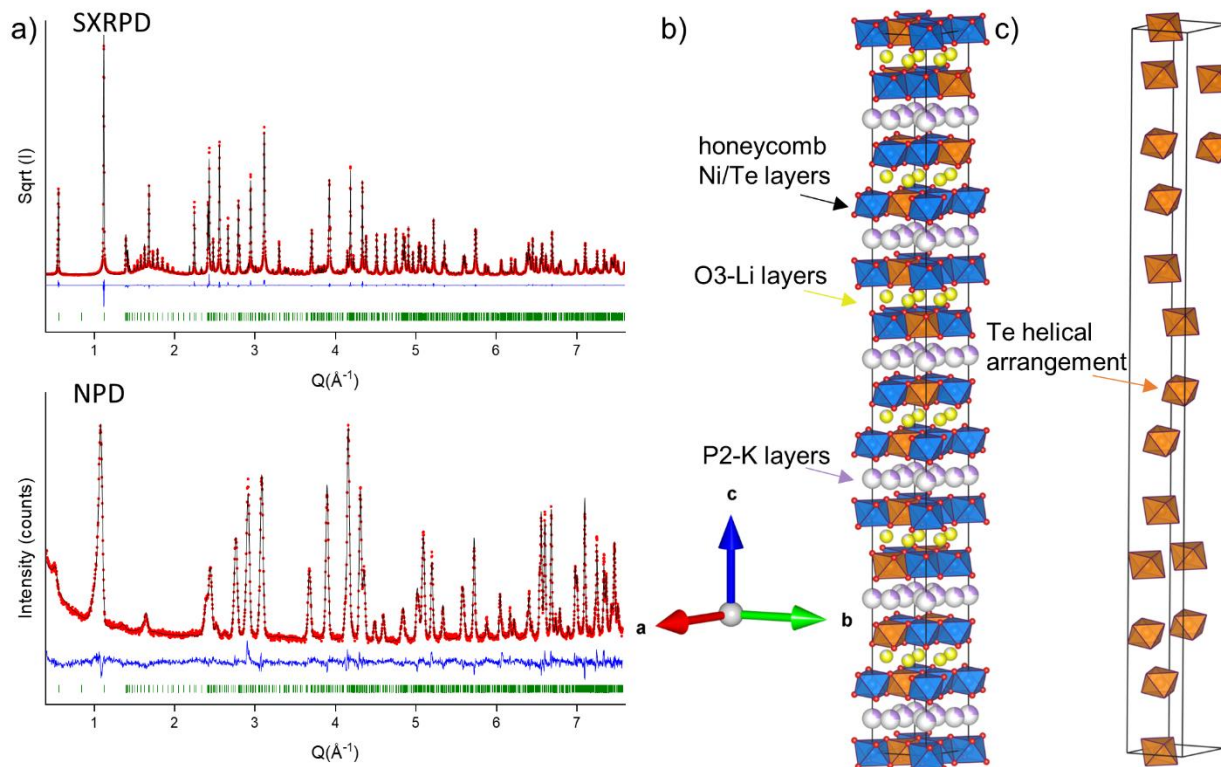 a)
SXRPD
Sqrt (I)
1 2 3 4 5 6 7
Q(Å⁻¹)
NPD
Intensity (counts)
1 2 3 4 5 6 7
Q(Å⁻¹)
b)
honeycomb
Ni/Te layers
O3-Li layers
P2-K layers
c
a
b
c)
Te helical
arrangement